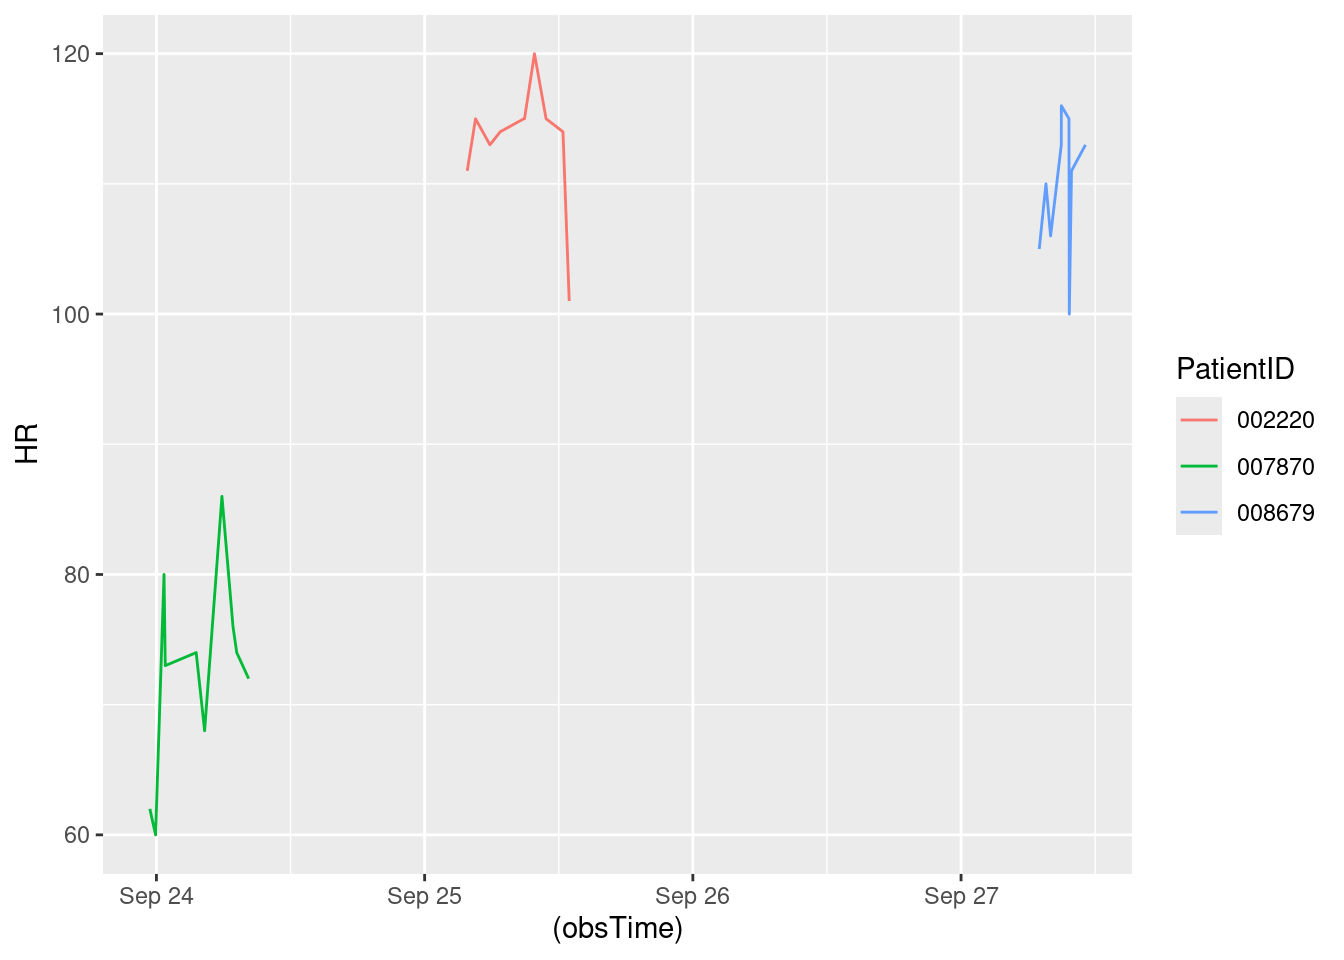 120
100
80
60
HR
Sep 24
Sep 25
Sep 26
Sep 27
(obsTime)
PatientID
002220
007870
008679